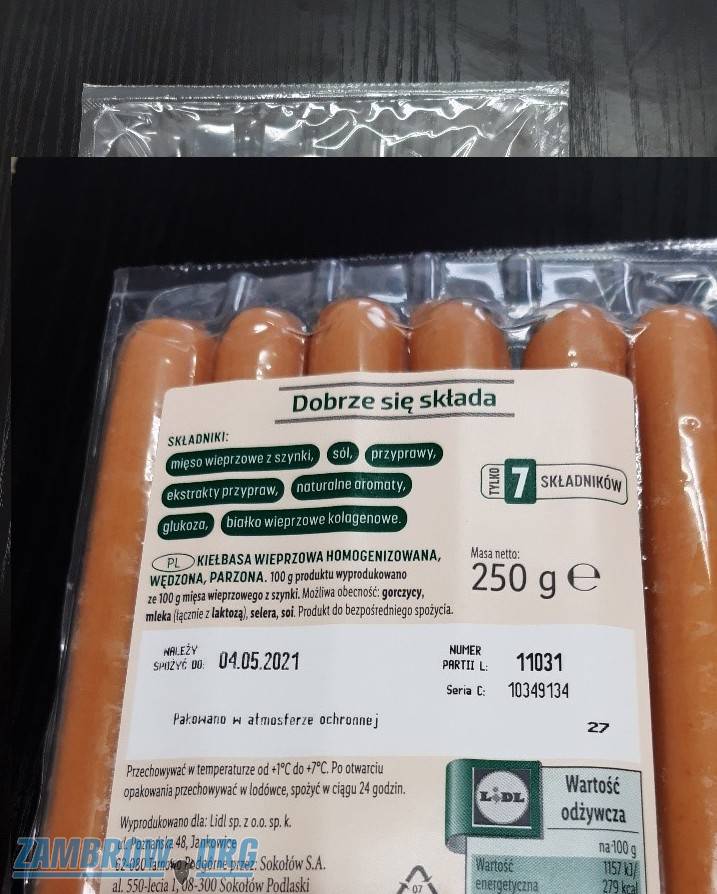 Dobrze się składa
SKŁADNIKI:
mięso wieprzowe z szynki, sól, przyprawy,
ekstrakty przypraw, naturalne aromaty,
glukoza, białko wieprzowe kolagenowe.
TYLKO 7 SKŁADNIKÓW
PL KIEŁBASA WIEPRZOWA HOMOGENIZOWANA,
WĘDZONA, PARZONA. 100 g produktu wyprodukowano
ze 100 g mięsa wieprzowego z szynki. Możliwa obecność: gorczycy,
mleka (łącznie z laktozą), selera, soi. Produkt do bezpośredniego spożycia.
Masa netto:
250 g ℮
NALEŻY
SPOŻYĆ DO: 04.05.2021
NUMER
PARTII L: 11031
Seria C: 10349134
Pakowano w atmosferze ochronnej
27
Przechowywać w temperaturze od +1°C do +7°C. Po otwarciu
opakowania przechowywać w lodówce, spożyć w ciągu 24 godzin.
Wyprodukowano dla: Lidl sp. z o.o. sp. k.
ul. Poznańska 48, Jankowice
62-080 Tarnowo Podgórne przez: Sokołów S.A.
al. 550-lecia 1, 08-300 Sokołów Podlaski
07
LIDL
Wartość
odżywcza
na 100 g
Wartość 1157 kJ/
energetyczna 279 kcal